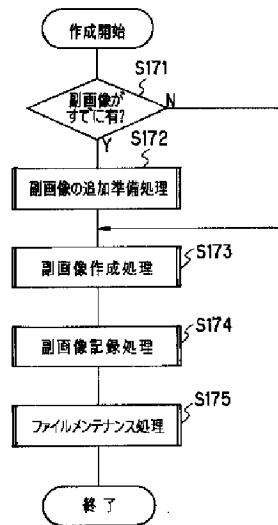 作成開始
S171
副画像が
すでに有?
N
Y
S172
副画像の追加準備処理
S173
副画像作成処理
S174
副画像記録処理
S175
ファイルメンテナンス処理
終了